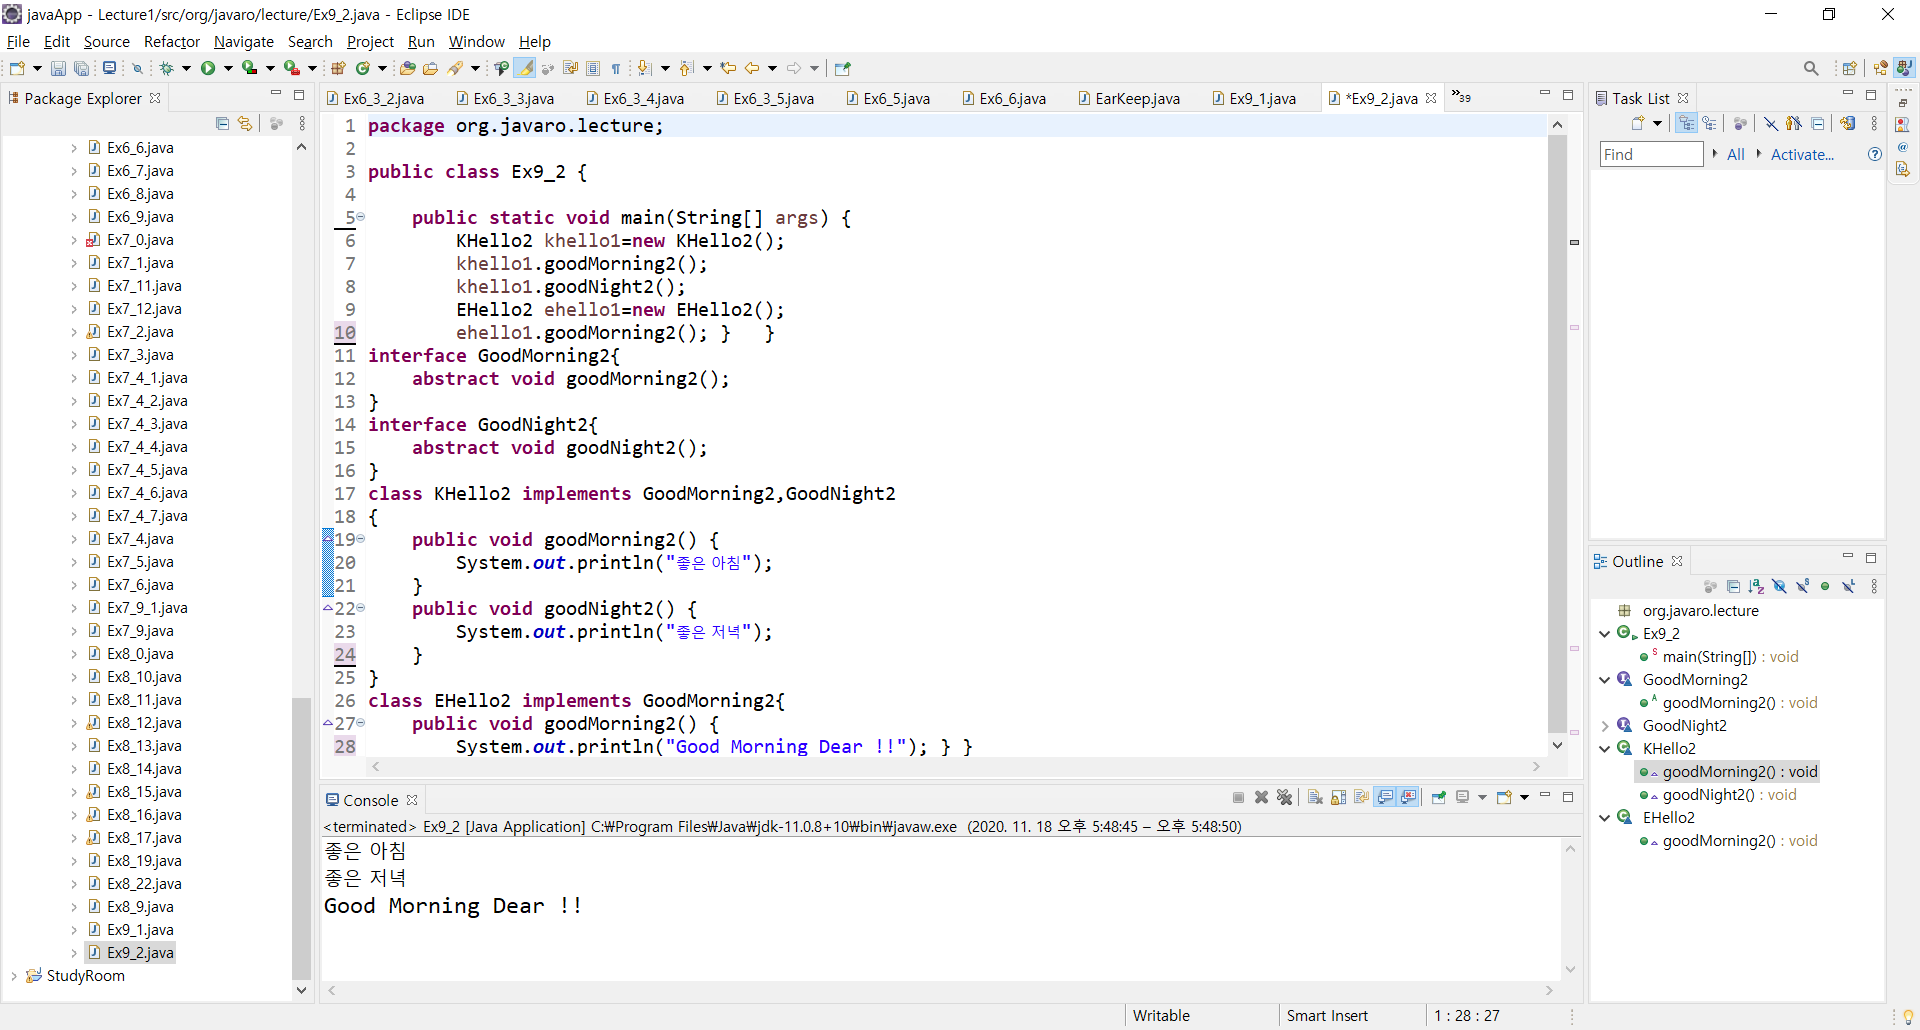 javaApp - Lecture1/src/org/javaro/lecture/Ex9_2.java - Eclipse IDE
File Edit Source Refactor Navigate Search Project Run Window Help
Package Explorer
Ex6_6.java
Ex6_7.java
Ex6_8.java
Ex6_9.java
Ex7_0.java
Ex7_1.java
Ex7_11.java
Ex7_12.java
Ex7_2.java
Ex7_3.java
Ex7_4_1.java
Ex7_4_2.java
Ex7_4_3.java
Ex7_4_4.java
Ex7_4_5.java
Ex7_4_6.java
Ex7_4_7.java
Ex7_4.java
Ex7_5.java
Ex7_6.java
Ex7_9_1.java
Ex7_9.java
Ex8_0.java
Ex8_10.java
Ex8_11.java
Ex8_12.java
Ex8_13.java
Ex8_14.java
Ex8_15.java
Ex8_16.java
Ex8_17.java
Ex8_19.java
Ex8_22.java
Ex8_9.java
Ex9_1.java
Ex9_2.java
StudyRoom
Ex6_3_2.java Ex6_3_3.java Ex6_3_4.java Ex6_3_5.java Ex6_5.java Ex6_6.java EarKeep.java Ex9_1.java *Ex9_2.java »39
1 package org.javaro.lecture;
2
3 public class Ex9_2 {
4
5 public static void main(String[] args) {
6 KHello2 khello1=new KHello2();
7 khello1.goodMorning2();
8 khello1.goodNight2();
9 EHello2 ehello1=new EHello2();
10 ehello1.goodMorning2(); } }
11 interface GoodMorning2{
12 abstract void goodMorning2();
13 }
14 interface GoodNight2{
15 abstract void goodNight2();
16 }
17 class KHello2 implements GoodMorning2,GoodNight2
18 {
19 public void goodMorning2() {
20 System.out.println("좋은 아침");
21 }
22 public void goodNight2() {
23 System.out.println("좋은 저녁");
24 }
25 }
26 class EHello2 implements GoodMorning2{
27 public void goodMorning2() {
28 System.out.println("Good Morning Dear !!"); } }
Console
<terminated> Ex9_2 [Java Application] C:₩Program Files₩Java₩jdk-11.0.8+10₩bin₩javaw.exe (2020. 11. 18 오후 5:48:45 – 오후 5:48:50)
좋은 아침
좋은 저녁
Good Morning Dear !!
Task List
Find All Activate...
Outline
org.javaro.lecture
Ex9_2
main(String[]) : void
GoodMorning2
goodMorning2() : void
GoodNight2
KHello2
goodMorning2() : void
goodNight2() : void
EHello2
goodMorning2() : void
Writable Smart Insert 1 : 28 : 27